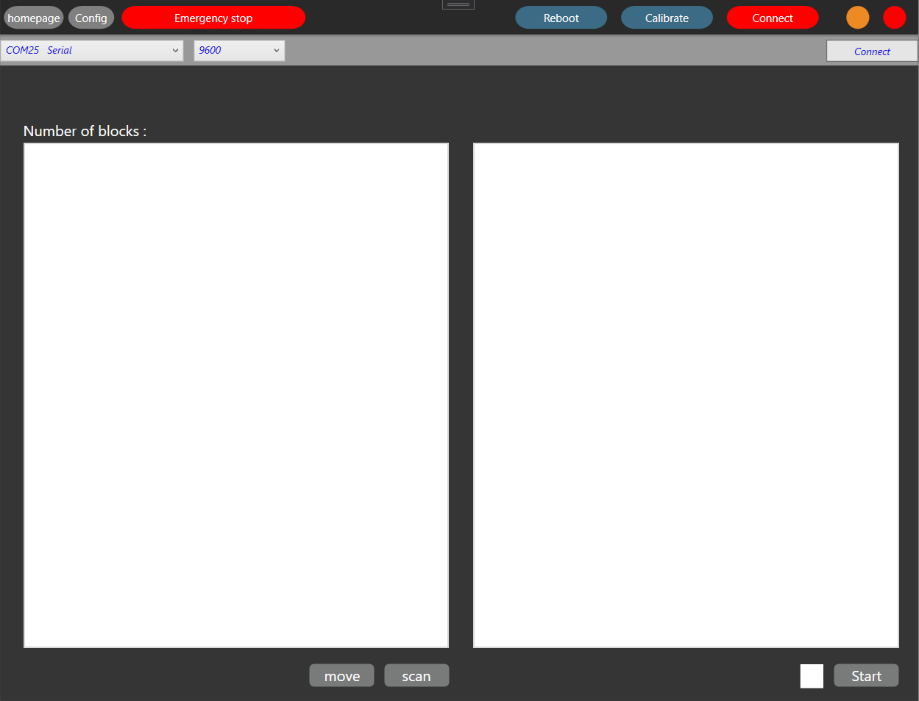 homepage Config Emergency stop Reboot Calibrate Connect
COM25 Serial 9600 Connect
Number of blocks :
move scan Start